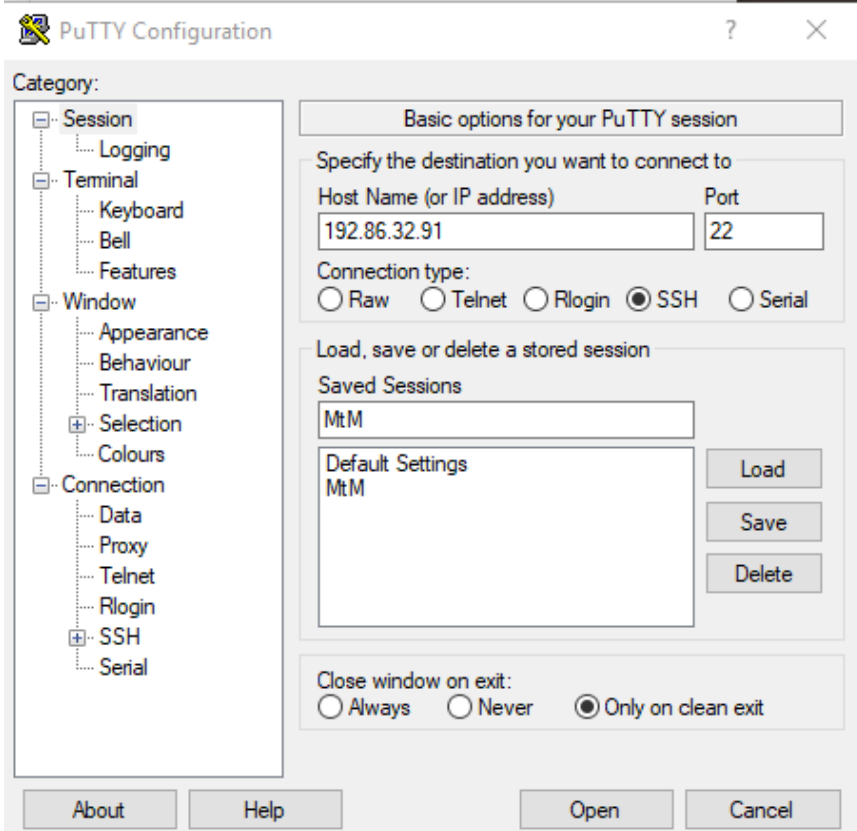 PuTTY Configuration
?
Category:
Session
Logging
Terminal
Keyboard
Bell
Features
Window
Appearance
Behaviour
Translation
Selection
Colours
Connection
Data
Proxy
Telnet
Rlogin
SSH
Serial
Basic options for your PuTTY session
Specify the destination you want to connect to
Host Name (or IP address) Port
192.86.32.91 22
Connection type:
Raw Telnet Rlogin SSH Serial
Load, save or delete a stored session
Saved Sessions
MtM
Default Settings
MtM
Load
Save
Delete
Close window on exit:
Always Never Only on clean exit
About Help Open Cancel